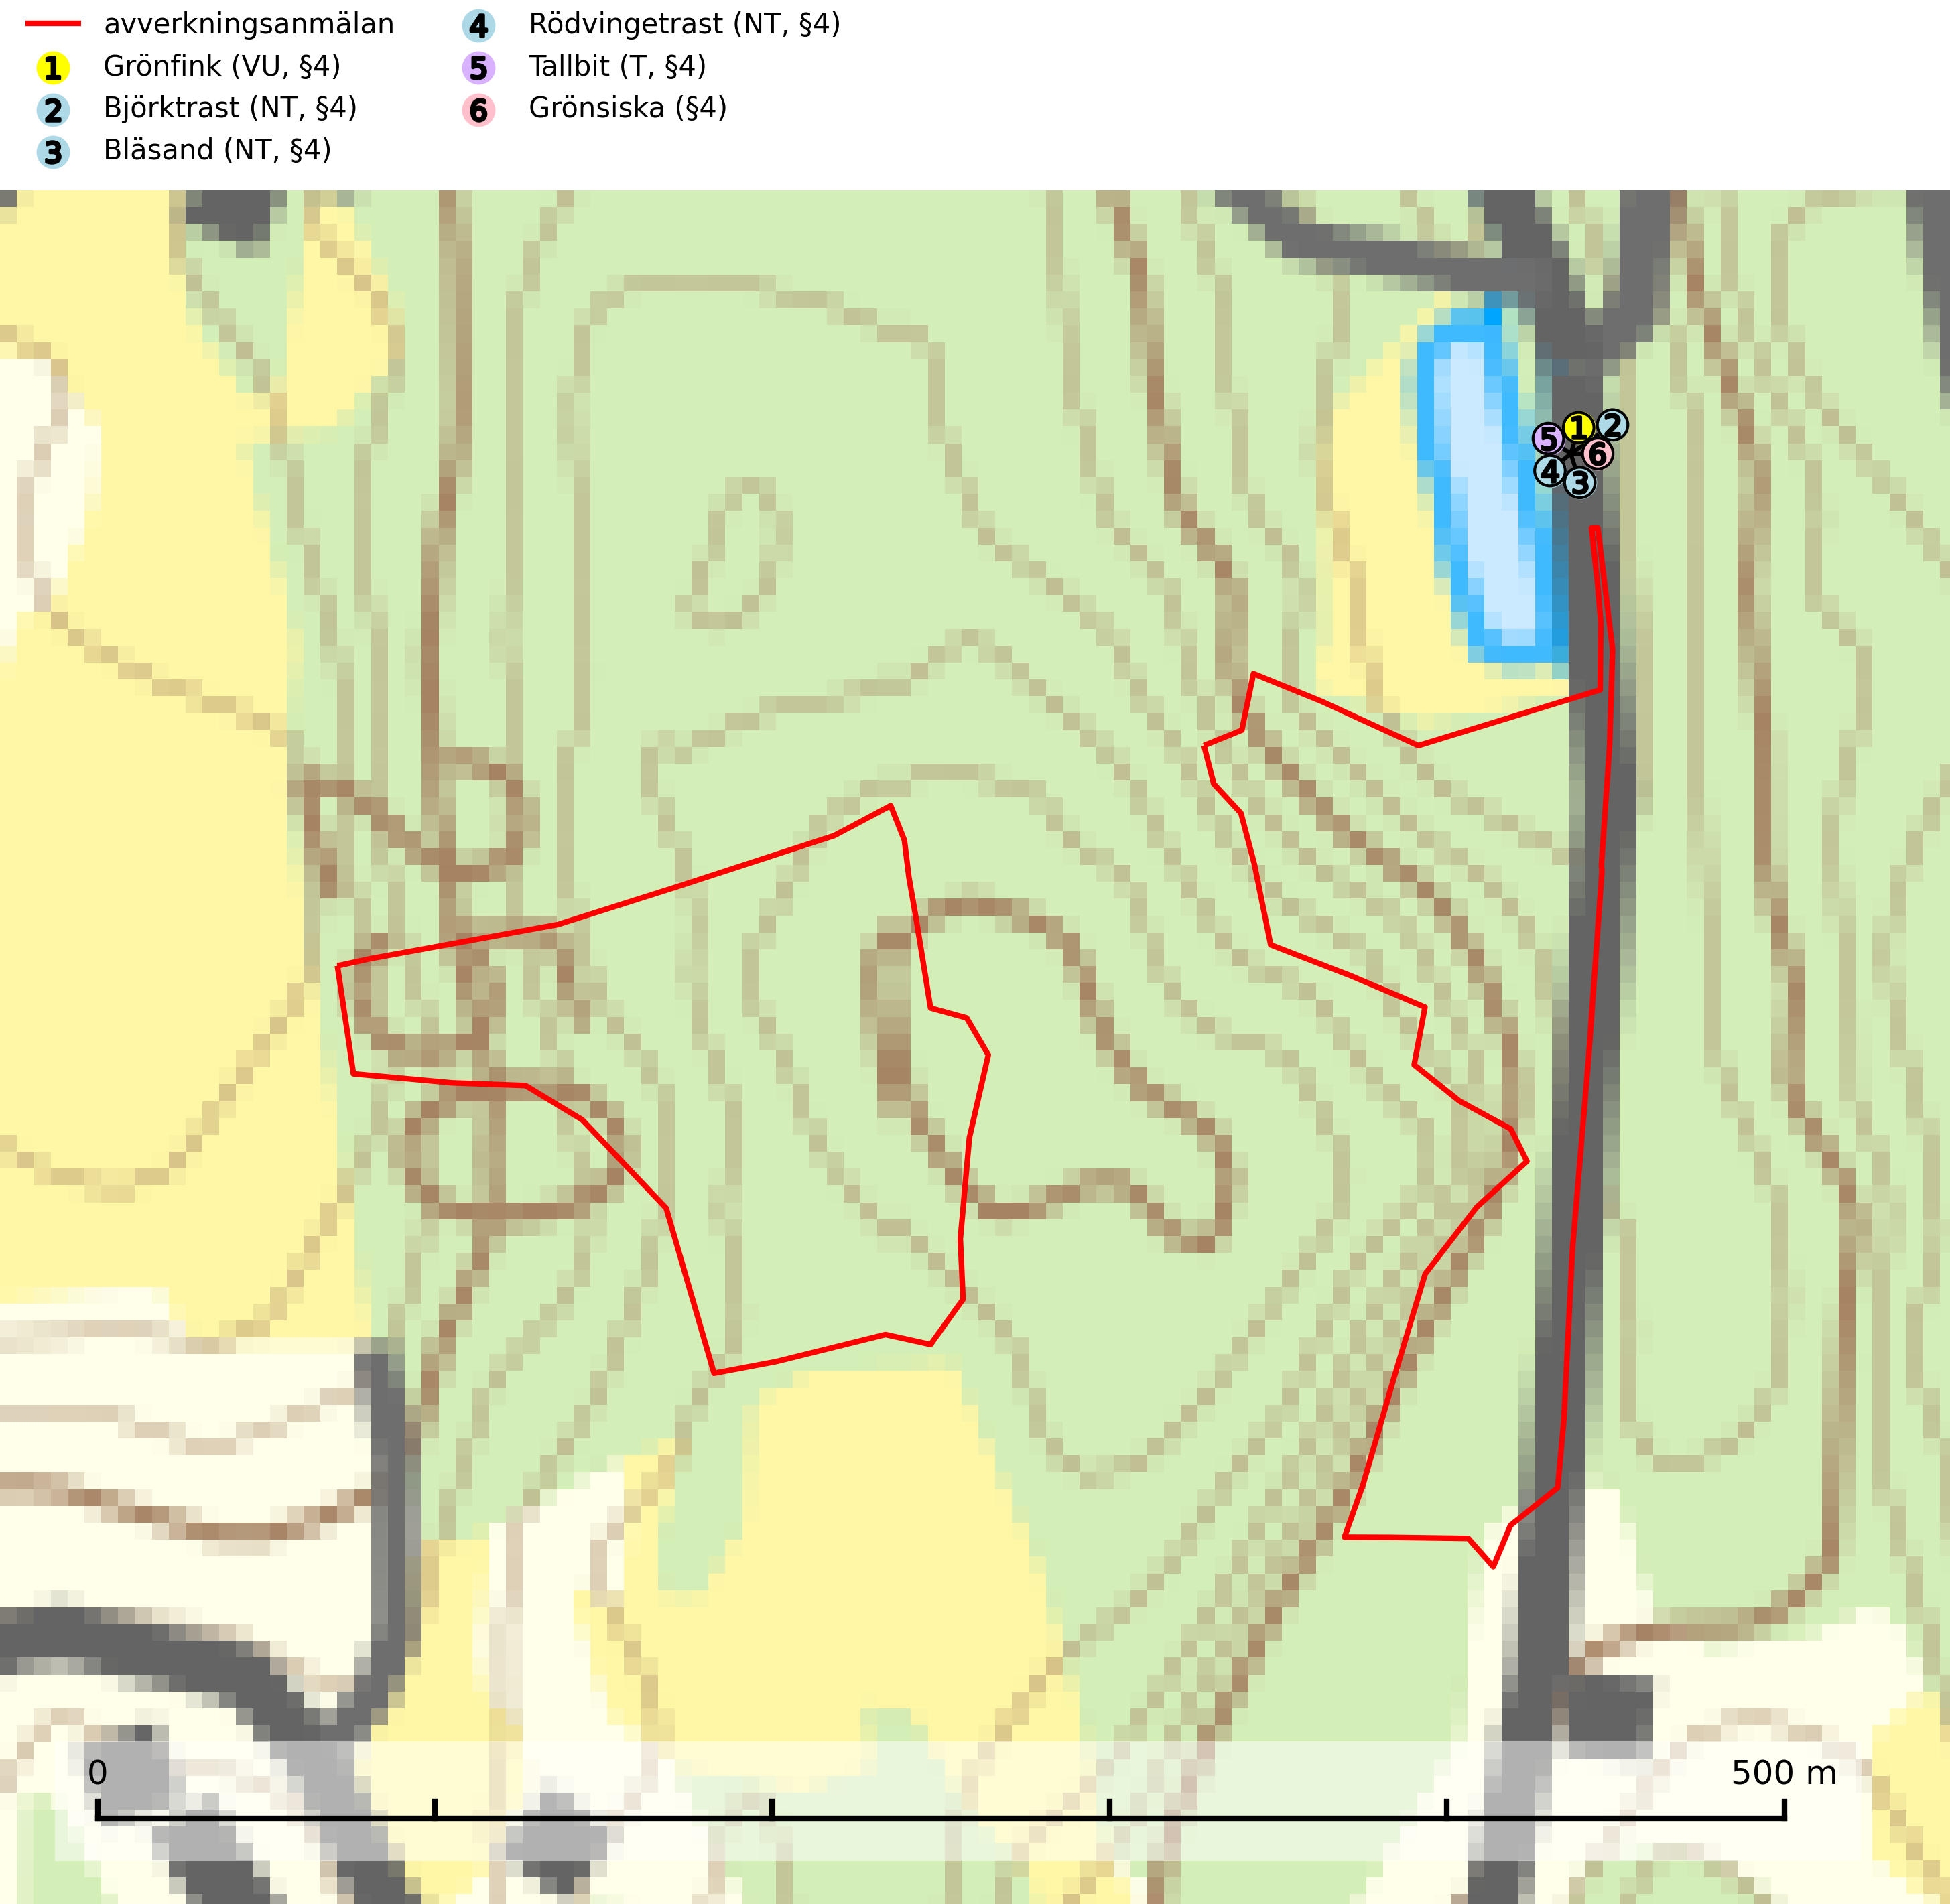 avverkningsanmälan
1 Grönfink (VU, §4)
2 Björktrast (NT, §4)
3 Bläsand (NT, §4)
4 Rödvingetrast (NT, §4)
5 Tallbit (T, §4)
6 Grönsiska (§4)
5 1 2
4 3 6
0 500 m